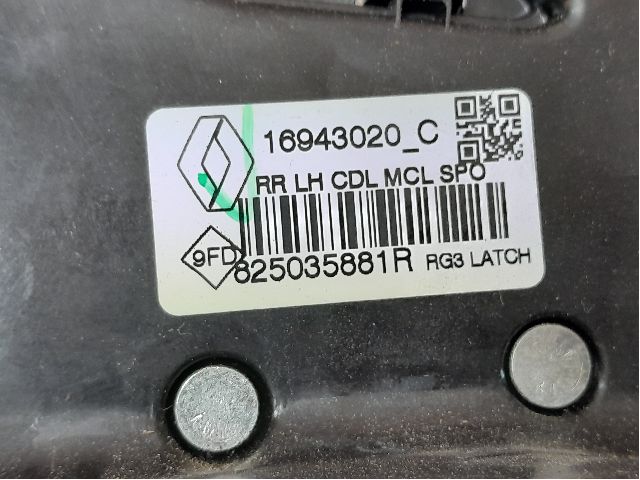 16943020_C
RR LH CDL MCL SPO
9FD
825035881R RG3 LATCH